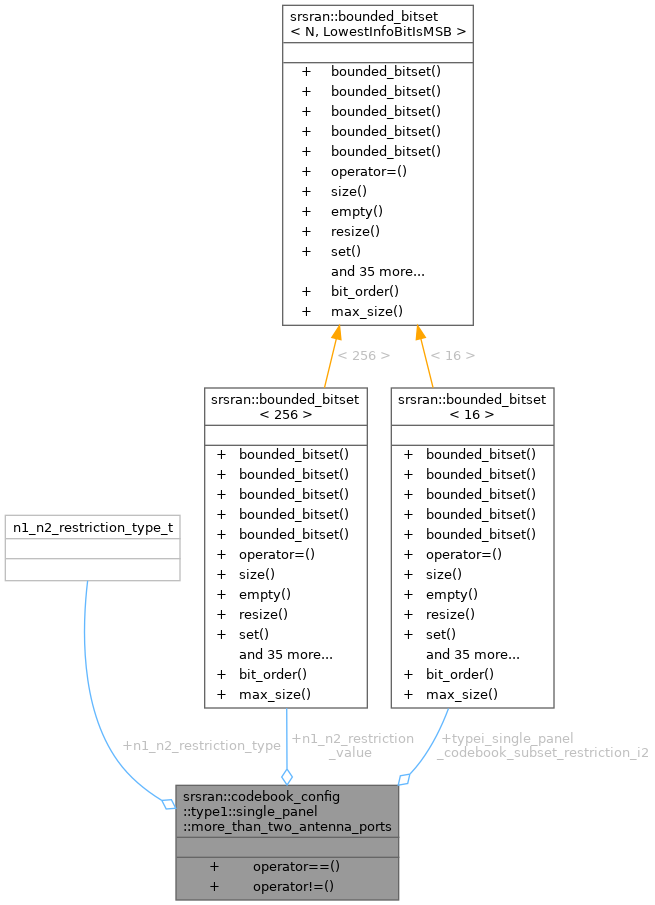 srsran::bounded_bitset
< N, LowestInfoBitIsMSB >
+ bounded_bitset()
+ bounded_bitset()
+ bounded_bitset()
+ bounded_bitset()
+ bounded_bitset()
+ operator=()
+ size()
+ empty()
+ resize()
+ set()
and 35 more...
+ bit_order()
+ max_size()
< 256 >
< 16 >
srsran::bounded_bitset
< 256 >
+ bounded_bitset()
+ bounded_bitset()
+ bounded_bitset()
+ bounded_bitset()
+ bounded_bitset()
+ operator=()
+ size()
+ empty()
+ resize()
+ set()
and 35 more...
+ bit_order()
+ max_size()
srsran::bounded_bitset
< 16 >
+ bounded_bitset()
+ bounded_bitset()
+ bounded_bitset()
+ bounded_bitset()
+ bounded_bitset()
+ operator=()
+ size()
+ empty()
+ resize()
+ set()
and 35 more...
+ bit_order()
+ max_size()
n1_n2_restriction_type_t
+n1_n2_restriction_type
+n1_n2_restriction
_value
+typei_single_panel
_codebook_subset_restriction_i2
srsran::codebook_config
::type1::single_panel
::more_than_two_antenna_ports
+ operator==()
+ operator!=()